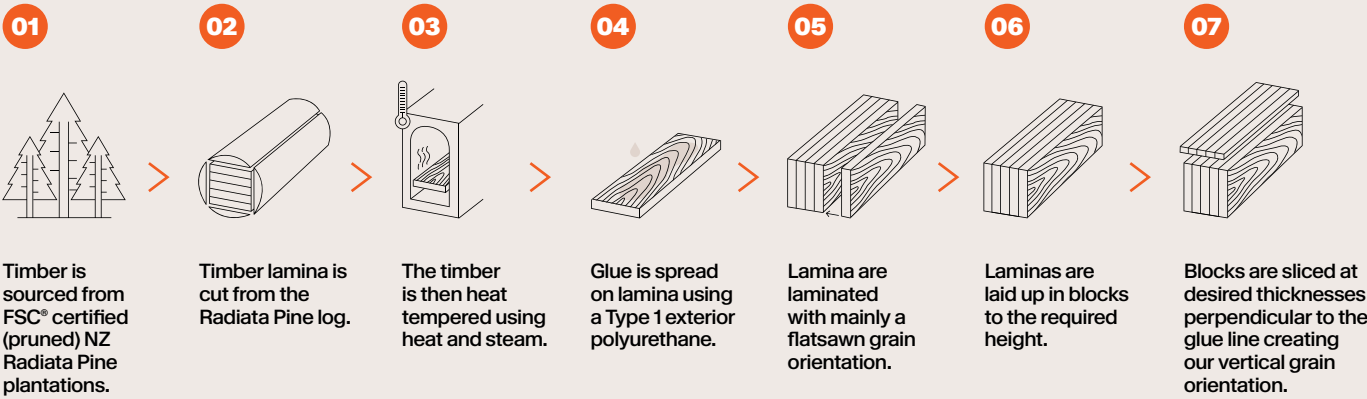 01
Timber is
sourced from
FSC® certified
(pruned) NZ
Radiata Pine
plantations.
02
Timber lamina is
cut from the
Radiata Pine log.
03
The timber
is then heat
tempered using
heat and steam.
04
Glue is spread
on lamina using
a Type 1 exterior
polyurethane.
05
Lamina are
laminated
with mainly a
flatsawn grain
orientation.
06
Laminas are
laid up in blocks
to the required
height.
07
Blocks are sliced at
desired thicknesses
perpendicular to the
glue line creating
our vertical grain
orientation.